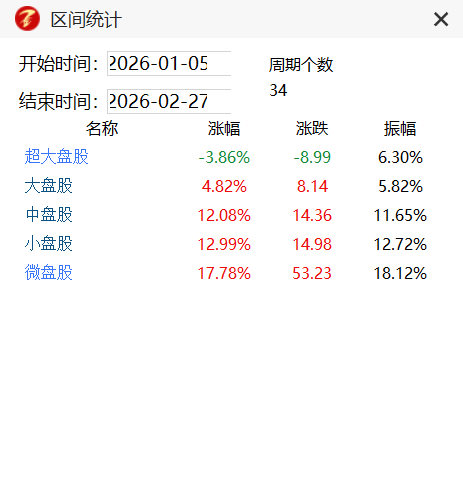 区间统计
开始时间： 2026-01-05 周期个数
结束时间： 2026-02-27 34
名称 涨幅 涨跌 振幅
超大盘股 -3.86% -8.99 6.30%
大盘股 4.82% 8.14 5.82%
中盘股 12.08% 14.36 11.65%
小盘股 12.99% 14.98 12.72%
微盘股 17.78% 53.23 18.12%